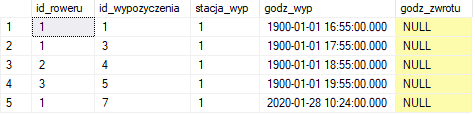 id_roweru id_wypozyczenia stacja_wyp godz_wyp godz_zwrotu
1 1 1 1 1900-01-01 16:55:00.000 NULL
2 1 3 1 1900-01-01 17:55:00.000 NULL
3 2 4 1 1900-01-01 18:55:00.000 NULL
4 3 5 1 1900-01-01 19:55:00.000 NULL
5 1 7 1 2020-01-28 10:24:00.000 NULL